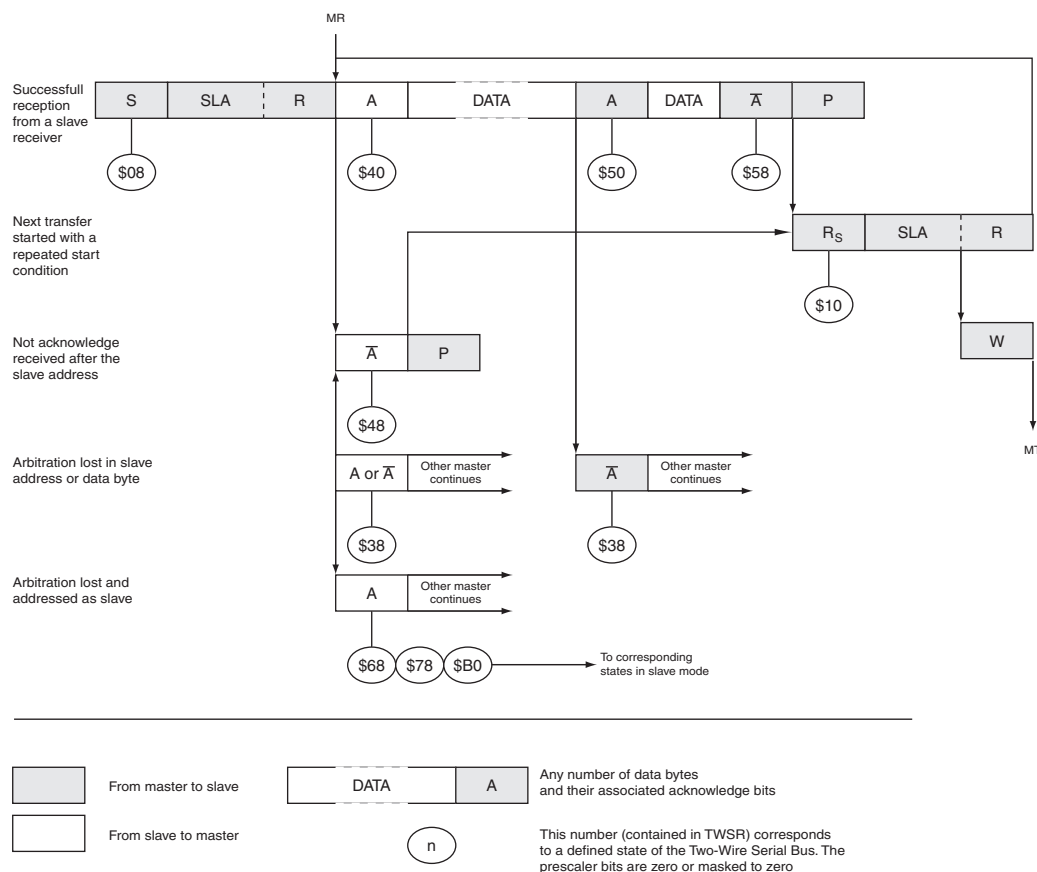 MR
Successfull
reception
from a slave
receiver
S SLA R A DATA A DATA A̅ P
$08 $40 $50 $58
Next transfer
started with a
repeated start
condition
RS SLA R
$10
Not acknowledge
received after the
slave address
A̅ P
W
$48
MT
Arbitration lost in slave
address or data byte
A or A̅ Other master
continues
A̅ Other master
continues
$38 $38
Arbitration lost and
addressed as slave
A Other master
continues
$68 $78 $B0
To corresponding
states in slave mode
From master to slave
DATA A
Any number of data bytes
and their associated acknowledge bits
From slave to master
n
This number (contained in TWSR) corresponds
to a defined state of the Two-Wire Serial Bus. The
prescaler bits are zero or masked to zero